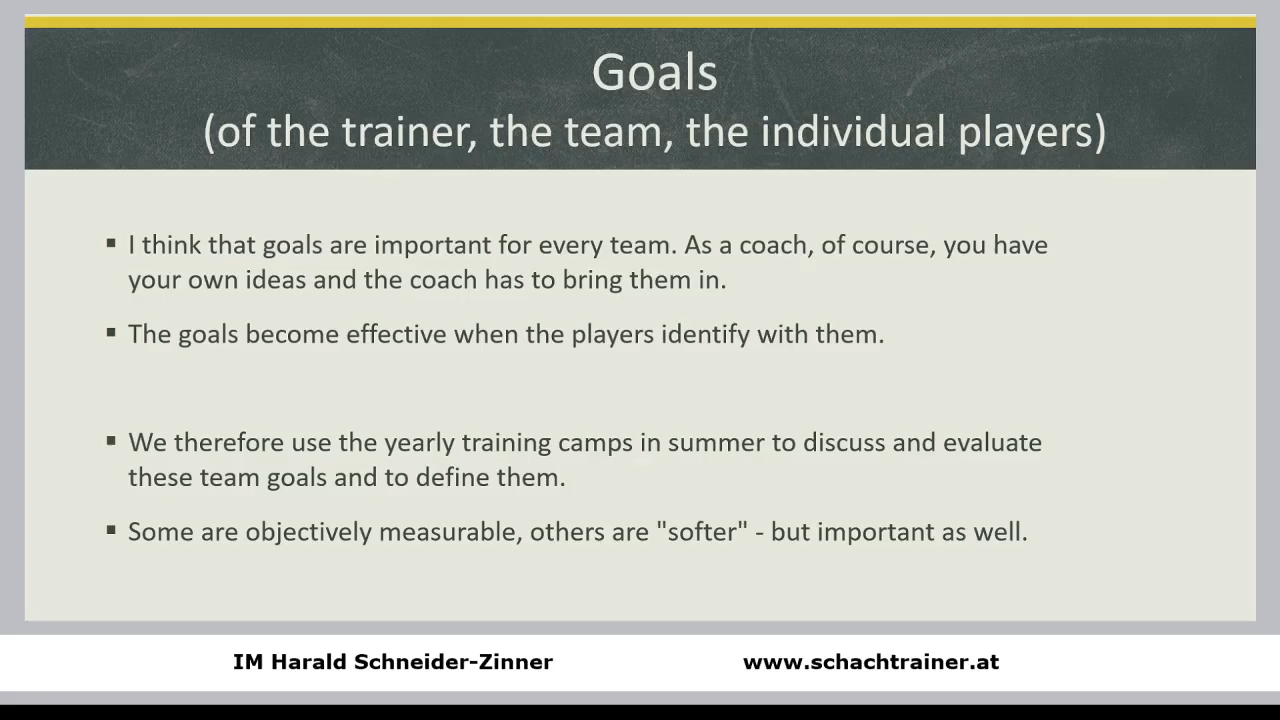 Goals
(of the trainer, the team, the individual players)
▪ I think that goals are important for every team. As a coach, of course, you have
your own ideas and the coach has to bring them in.
▪ The goals become effective when the players identify with them.
▪ We therefore use the yearly training camps in summer to discuss and evaluate
these team goals and to define them.
▪ Some are objectively measurable, others are "softer" - but important as well.
IM Harald Schneider-Zinner www.schachtrainer.at